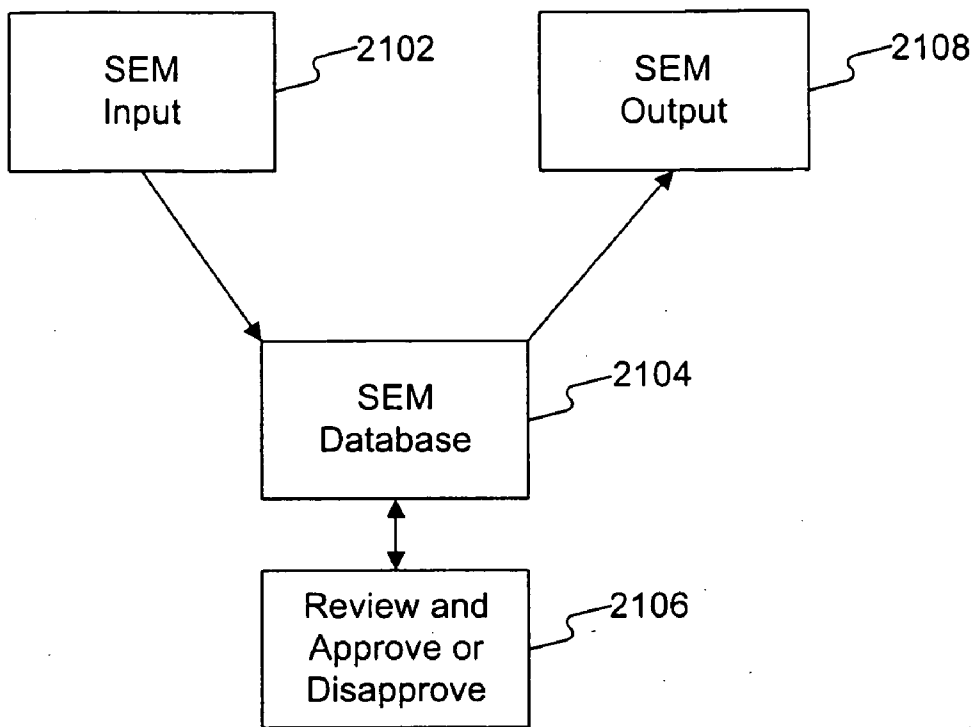 SEM
Input
2102
SEM
Output
2108
SEM
Database
2104
Review and
Approve or
Disapprove
2106